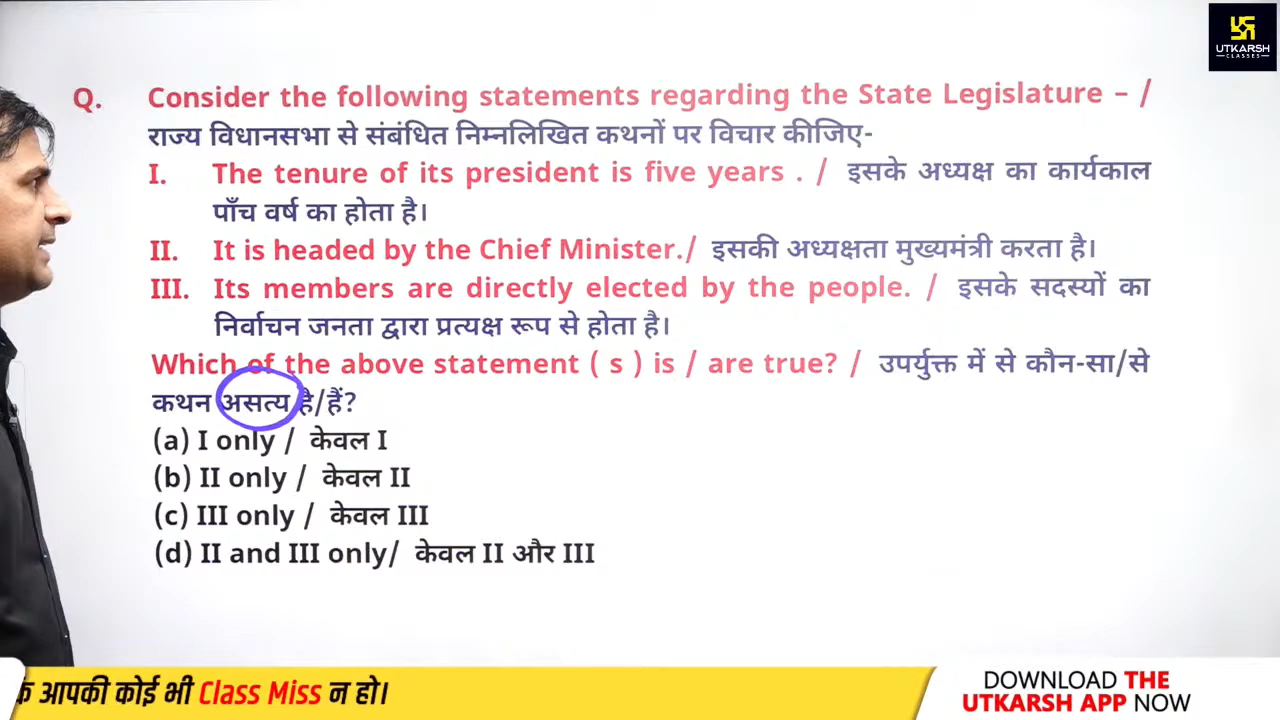 UTKARSH
CLASSES
Q. Consider the following statements regarding the State Legislature – /
राज्य विधानसभा से संबंधित निम्नलिखित कथनों पर विचार कीजिए-
I. The tenure of its president is five years . / इसके अध्यक्ष का कार्यकाल
पाँच वर्ष का होता है।
II. It is headed by the Chief Minister./ इसकी अध्यक्षता मुख्यमंत्री करता है।
III. Its members are directly elected by the people. / इसके सदस्यों का
निर्वाचन जनता द्वारा प्रत्यक्ष रूप से होता है।
Which of the above statement ( s ) is / are true? / उपर्युक्त में से कौन-सा/से
कथन असत्य है/हैं?
(a) I only / केवल I
(b) II only / केवल II
(c) III only / केवल III
(d) II and III only/ केवल II और III
आपकी कोई भी Class Miss न हो।
DOWNLOAD THE
UTKARSH APP NOW